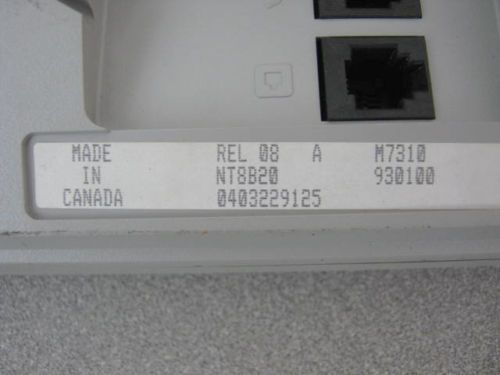 MADE REL 08 A M7310
IN NT8B20 930100
CANADA 0403229125